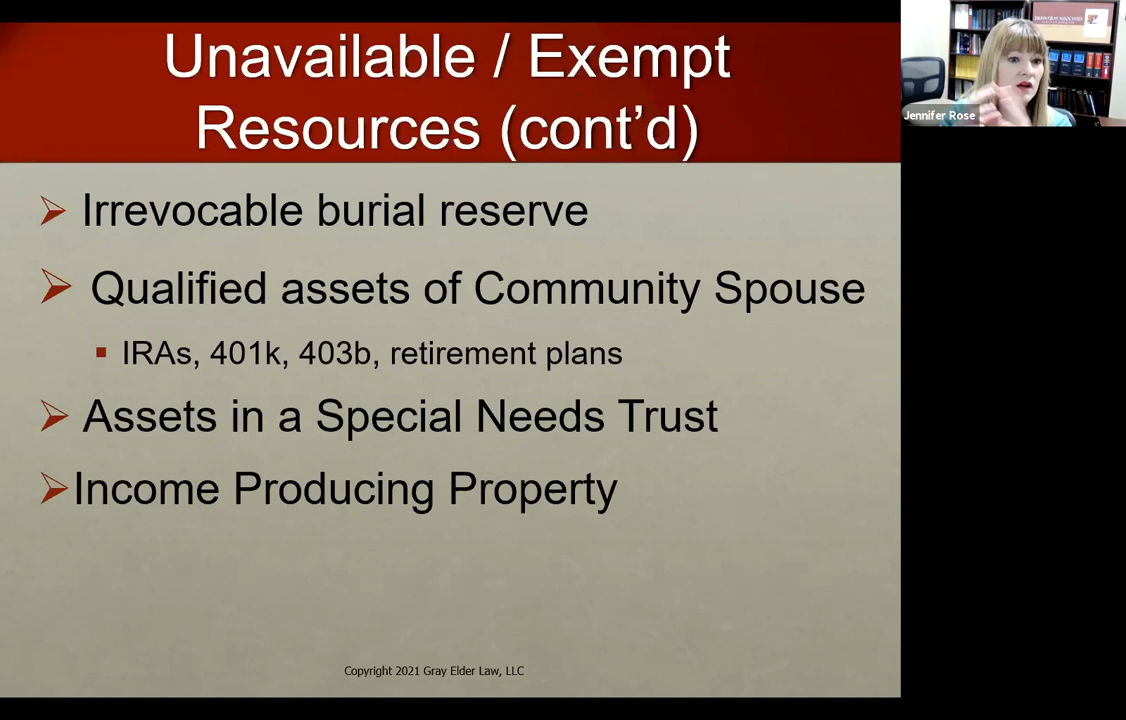 Unavailable / Exempt
Resources (cont’d)
Irrevocable burial reserve
Qualified assets of Community Spouse
IRAs, 401k, 403b, retirement plans
Assets in a Special Needs Trust
Income Producing Property
Copyright 2021 Gray Elder Law, LLC
Jennifer Rose